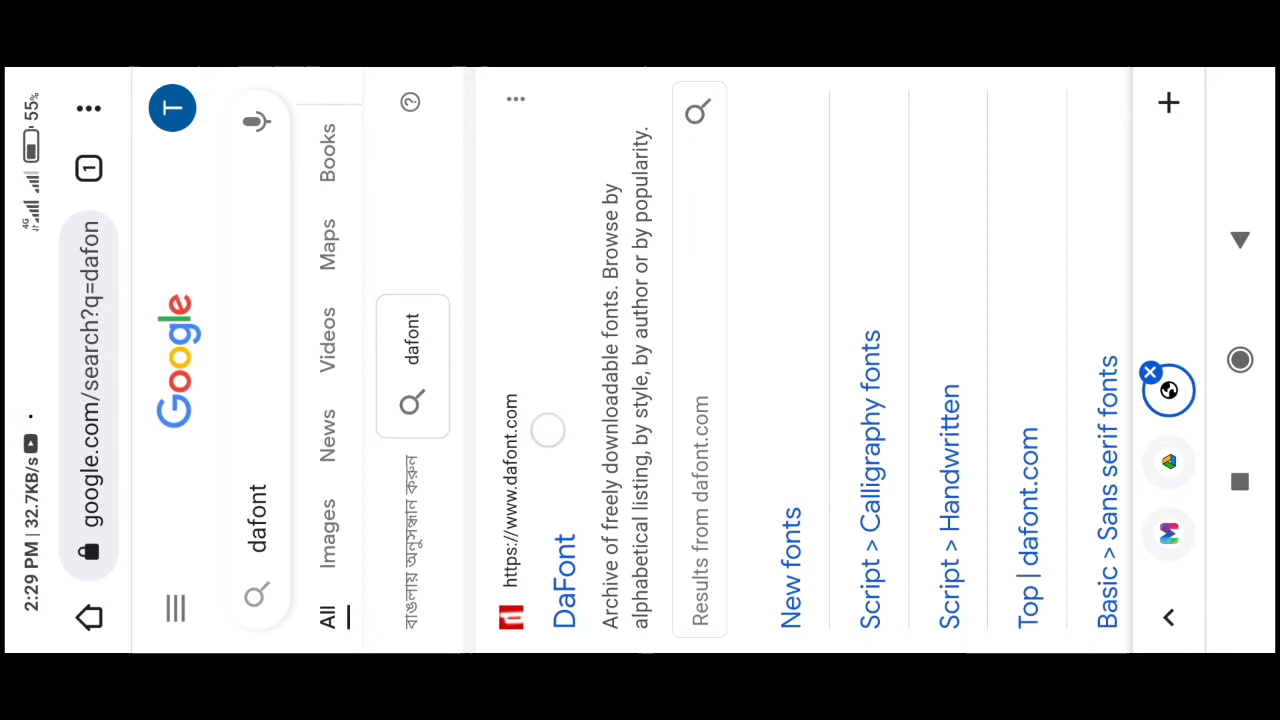 2:29 PM | 32.7KB/s
4G
55%
google.com/search?q=dafon
1
Google
T
dafont
All Images News Videos Maps Books
বাঙলায় অনুসন্ধান করুন dafont
https://www.dafont.com
DaFont
Archive of freely downloadable fonts. Browse by
alphabetical listing, by style, by author or by popularity.
Results from dafont.com
New fonts
Script > Calligraphy fonts
Script > Handwritten
Top | dafont.com
Basic > Sans serif fonts